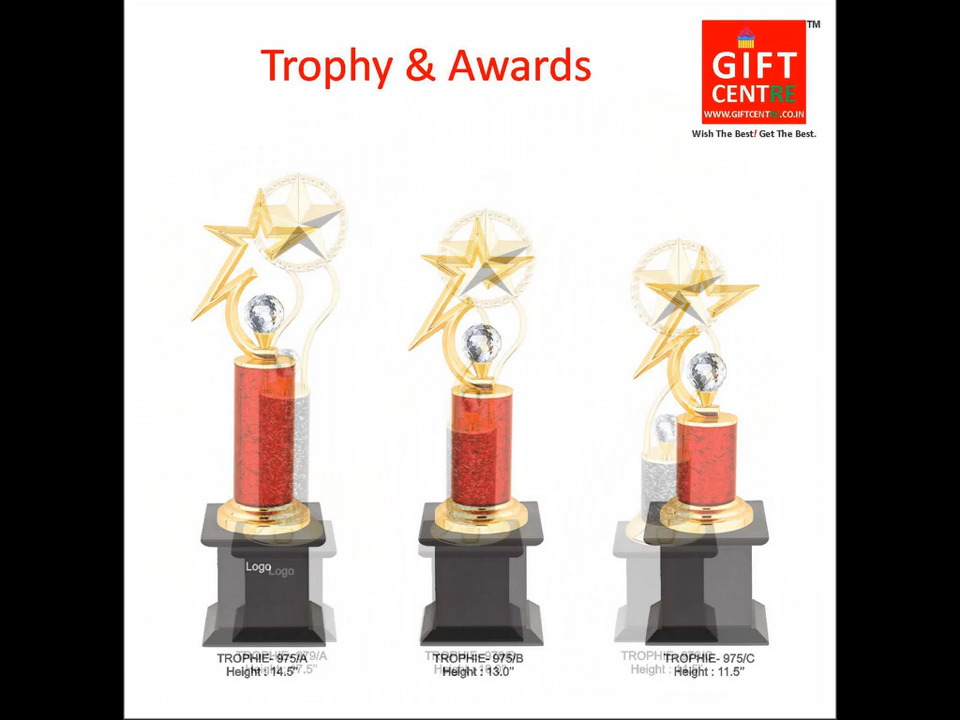 Trophy & Awards
TM
GIFT
CENTRE
WWW.GIFTCENTRE.CO.IN
Wish The Best! Get The Best.
Logo
Logo
TROPHIE- 975/A
Height : 14.5"
TROPHIE- 975/B
Height : 13.0"
TROPHIE- 975/C
Height : 11.5"